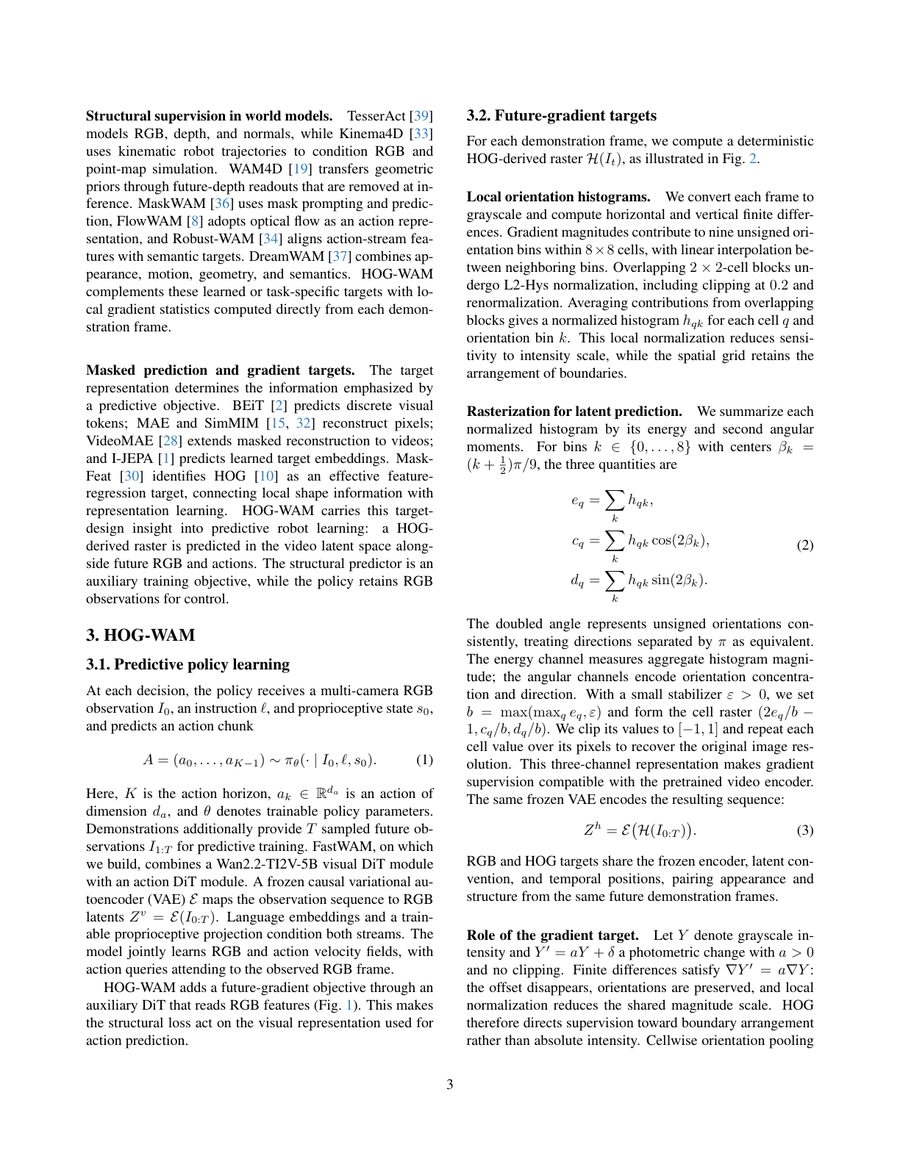 Structural supervision in world models. TesserAct [39]
models RGB, depth, and normals, while Kinema4D [33]
uses kinematic robot trajectories to condition RGB and
point-map simulation. WAM4D [19] transfers geometric
priors through future-depth readouts that are removed at in-
ference. MaskWAM [36] uses mask prompting and predic-
tion, FlowWAM [8] adopts optical flow as an action repre-
sentation, and Robust-WAM [34] aligns action-stream fea-
tures with semantic targets. DreamWAM [37] combines ap-
pearance, motion, geometry, and semantics. HOG-WAM
complements these learned or task-specific targets with lo-
cal gradient statistics computed directly from each demon-
stration frame.
Masked prediction and gradient targets. The target
representation determines the information emphasized by
a predictive objective. BEiT [2] predicts discrete visual
tokens; MAE and SimMIM [15, 32] reconstruct pixels;
VideoMAE [28] extends masked reconstruction to videos;
and I-JEPA [1] predicts learned target embeddings. Mask-
Feat [30] identifies HOG [10] as an effective feature-
regression target, connecting local shape information with
representation learning. HOG-WAM carries this target-
design insight into predictive robot learning: a HOG-
derived raster is predicted in the video latent space along-
side future RGB and actions. The structural predictor is an
auxiliary training objective, while the policy retains RGB
observations for control.
3. HOG-WAM
3.1. Predictive policy learning
At each decision, the policy receives a multi-camera RGB
observation I₀, an instruction ℓ, and proprioceptive state s₀,
and predicts an action chunk
A = (a₀, . . . , a_{K−1}) ∼ π_θ(· | I₀, ℓ, s₀). (1)
Here, K is the action horizon, a_k ∈ ℝ^{d_a} is an action of
dimension d_a, and θ denotes trainable policy parameters.
Demonstrations additionally provide T sampled future ob-
servations I_{1:T} for predictive training. FastWAM, on which
we build, combines a Wan2.2-TI2V-5B visual DiT module
with an action DiT module. A frozen causal variational au-
toencoder (VAE) ℰ maps the observation sequence to RGB
latents Z^v = ℰ(I_{0:T}). Language embeddings and a train-
able proprioceptive projection condition both streams. The
model jointly learns RGB and action velocity fields, with
action queries attending to the observed RGB frame.
HOG-WAM adds a future-gradient objective through an
auxiliary DiT that reads RGB features (Fig. 1). This makes
the structural loss act on the visual representation used for
action prediction.
3.2. Future-gradient targets
For each demonstration frame, we compute a deterministic
HOG-derived raster ℋ(I_t), as illustrated in Fig. 2.
Local orientation histograms. We convert each frame to
grayscale and compute horizontal and vertical finite differ-
ences. Gradient magnitudes contribute to nine unsigned ori-
entation bins within 8×8 cells, with linear interpolation be-
tween neighboring bins. Overlapping 2 × 2-cell blocks un-
dergo L2-Hys normalization, including clipping at 0.2 and
renormalization. Averaging contributions from overlapping
blocks gives a normalized histogram h_{qk} for each cell q and
orientation bin k. This local normalization reduces sensi-
tivity to intensity scale, while the spatial grid retains the
arrangement of boundaries.
Rasterization for latent prediction. We summarize each
normalized histogram by its energy and second angular
moments. For bins k ∈ {0, . . . , 8} with centers β_k =
(k + ½)π/9, the three quantities are
e_q = ∑_k h_{qk},
c_q = ∑_k h_{qk} cos(2β_k), (2)
d_q = ∑_k h_{qk} sin(2β_k).
The doubled angle represents unsigned orientations con-
sistently, treating directions separated by π as equivalent.
The energy channel measures aggregate histogram magni-
tude; the angular channels encode orientation concentra-
tion and direction. With a small stabilizer ε > 0, we set
b = max(max_q e_q, ε) and form the cell raster (2e_q/b −
1, c_q/b, d_q/b). We clip its values to [−1, 1] and repeat each
cell value over its pixels to recover the original image res-
olution. This three-channel representation makes gradient
supervision compatible with the pretrained video encoder.
The same frozen VAE encodes the resulting sequence:
Z^h = ℰ(ℋ(I_{0:T})). (3)
RGB and HOG targets share the frozen encoder, latent con-
vention, and temporal positions, pairing appearance and
structure from the same future demonstration frames.
Role of the gradient target. Let Y denote grayscale in-
tensity and Y′ = aY + δ a photometric change with a > 0
and no clipping. Finite differences satisfy ∇Y′ = a∇Y:
the offset disappears, orientations are preserved, and local
normalization reduces the shared magnitude scale. HOG
therefore directs supervision toward boundary arrangement
rather than absolute intensity. Cellwise orientation pooling
3